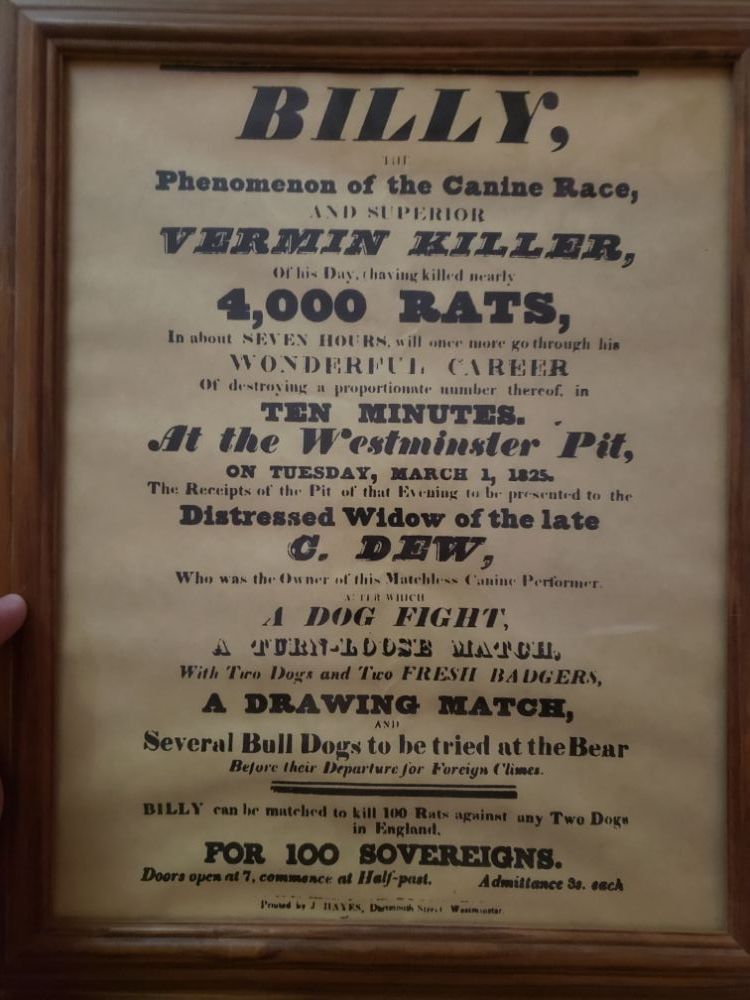 BILLY,
THE
Phenomenon of the Canine Race,
AND SUPERIOR
VERMIN KILLER,
Of his Day, (having killed nearly
4,000 RATS,
In about SEVEN HOURS, will once more go through his
WONDERFUL CAREER
Of destroying a proportionate number thereof, in
TEN MINUTES.
At the Westminster Pit,
ON TUESDAY, MARCH 1, 1825.
The Receipts of the Pit of that Evening to be presented to the
Distressed Widow of the late
C. DEW,
Who was the Owner of this Matchless Canine Performer.
AFTER WHICH
A DOG FIGHT,
A TURN-LOOSE MATCH,
With Two Dogs and Two FRESH BADGERS,
A DRAWING MATCH,
AND
Several Bull Dogs to be tried at the Bear
Before their Departure for Foreign Climes.
BILLY can be matched to kill 100 Rats against any Two Dogs
in England,
FOR 100 SOVEREIGNS.
Doors open at 7, commence at Half-past. Admittance 3s. each
Printed by J HAYES, Dartmouth Street Westminster.